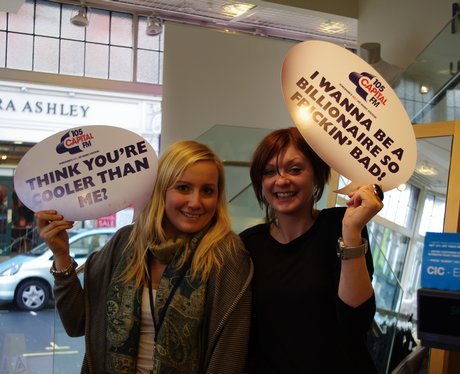 RA ASHLEY
105
CAPITAL
FM
THINK YOU'RE
COOLER THAN
ME?
105
CAPITAL
FM
I WANNA BE A
BILLIONAIRE SO
FRICKIN' BAD!
SALE
CIC - E